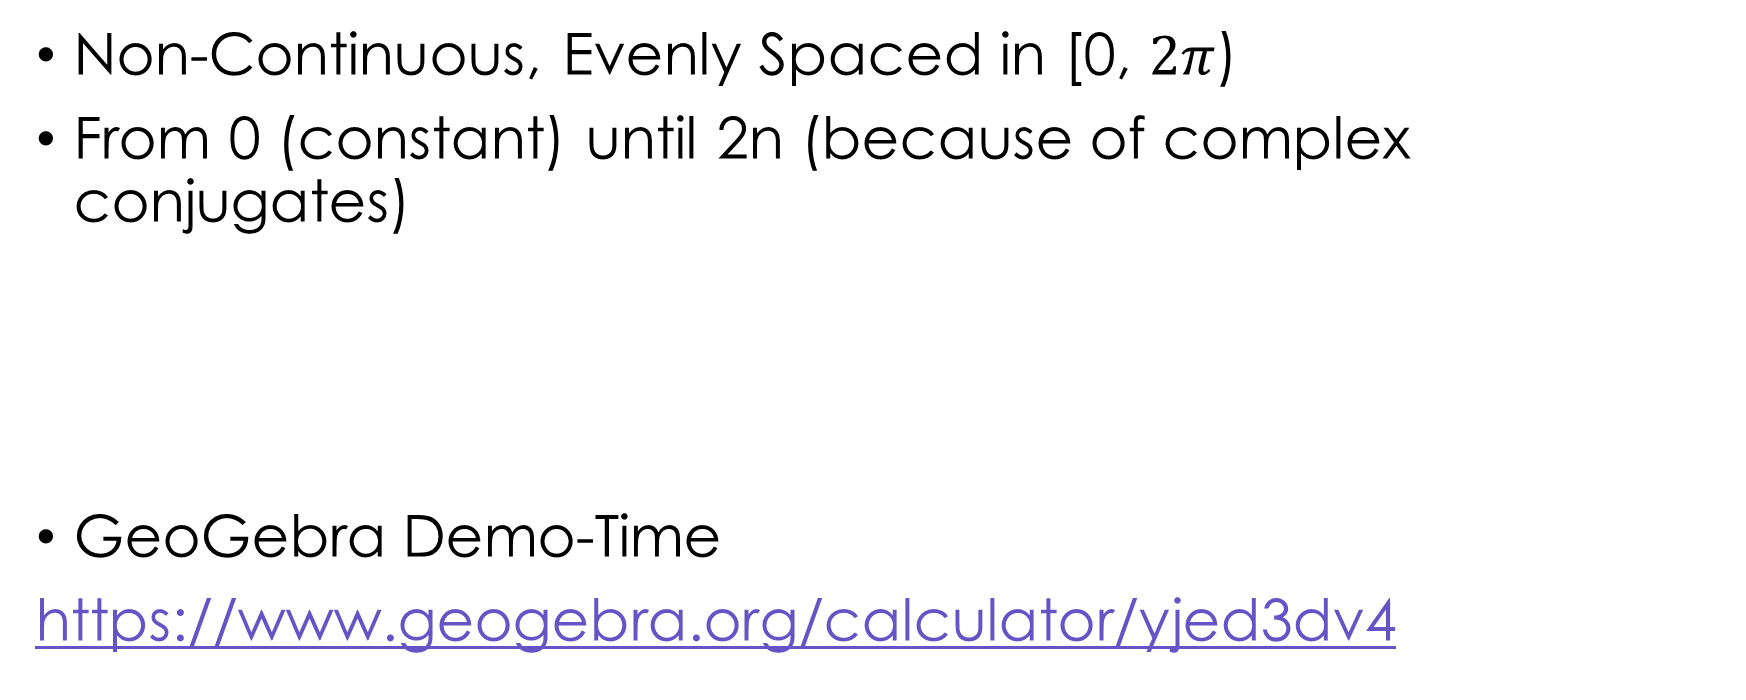 • Non-Continuous, Evenly Spaced in [0, 2𝜋)
• From 0 (constant) until 2n (because of complex
conjugates)
• GeoGebra Demo-Time
https://www.geogebra.org/calculator/yjed3dv4